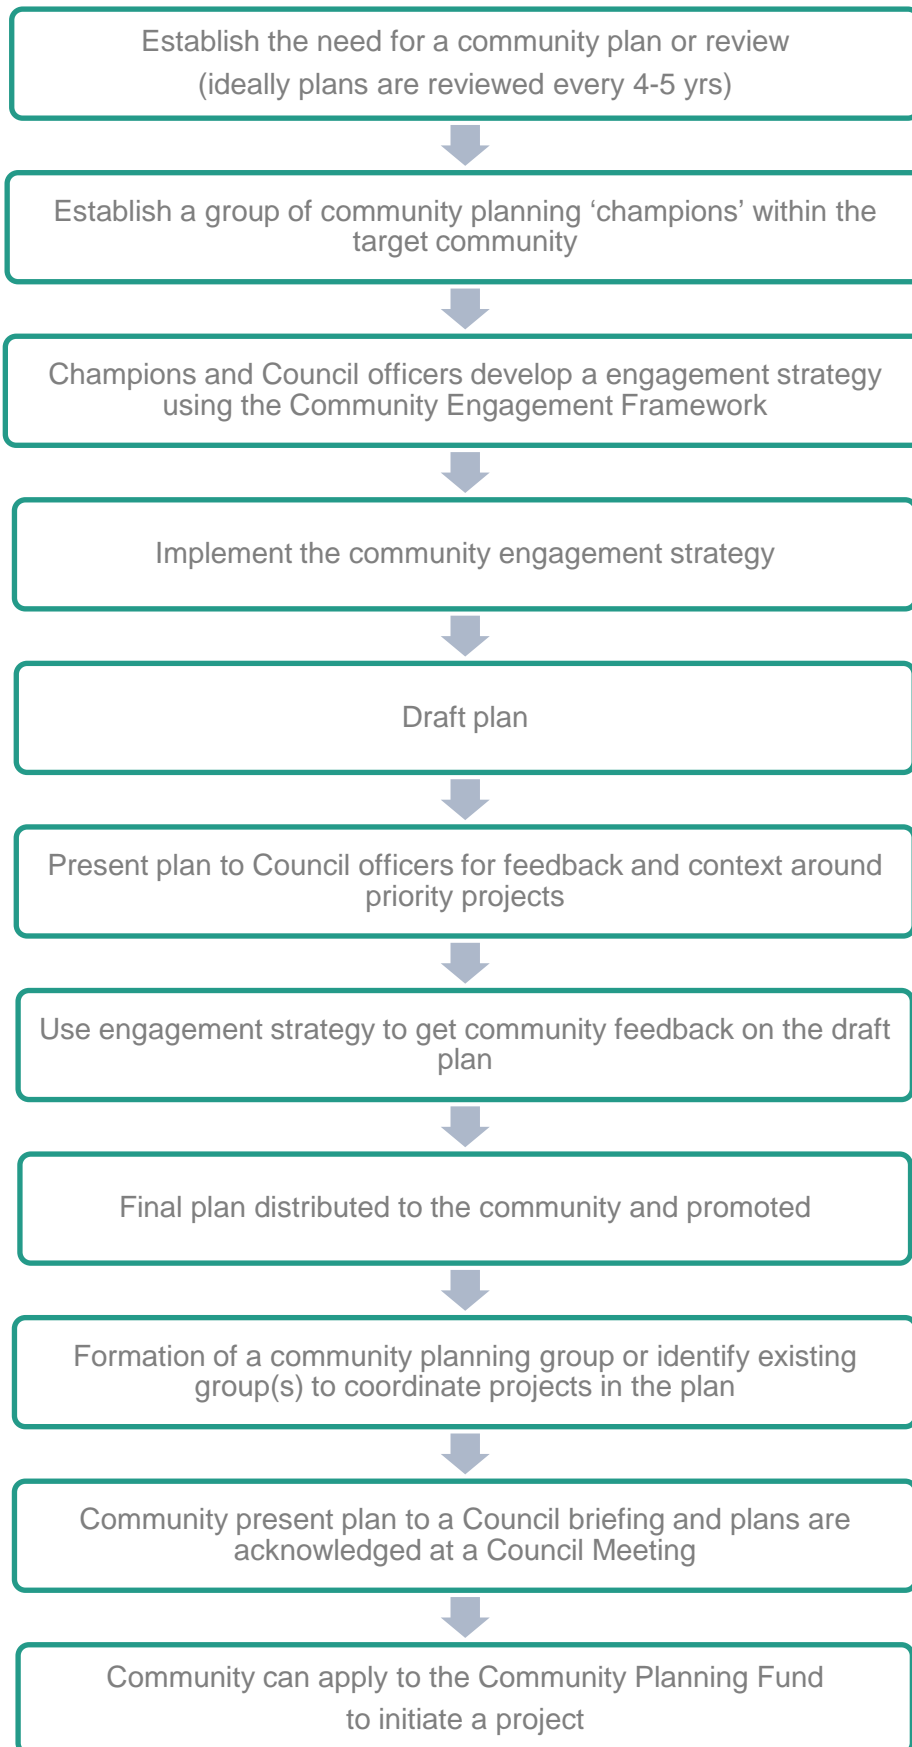 Establish the need for a community plan or review
(ideally plans are reviewed every 4-5 yrs)
Establish a group of community planning ‘champions’ within the
target community
Champions and Council officers develop a engagement strategy
using the Community Engagement Framework
Implement the community engagement strategy
Draft plan
Present plan to Council officers for feedback and context around
priority projects
Use engagement strategy to get community feedback on the draft
plan
Final plan distributed to the community and promoted
Formation of a community planning group or identify existing
group(s) to coordinate projects in the plan
Community present plan to a Council briefing and plans are
acknowledged at a Council Meeting
Community can apply to the Community Planning Fund
to initiate a project